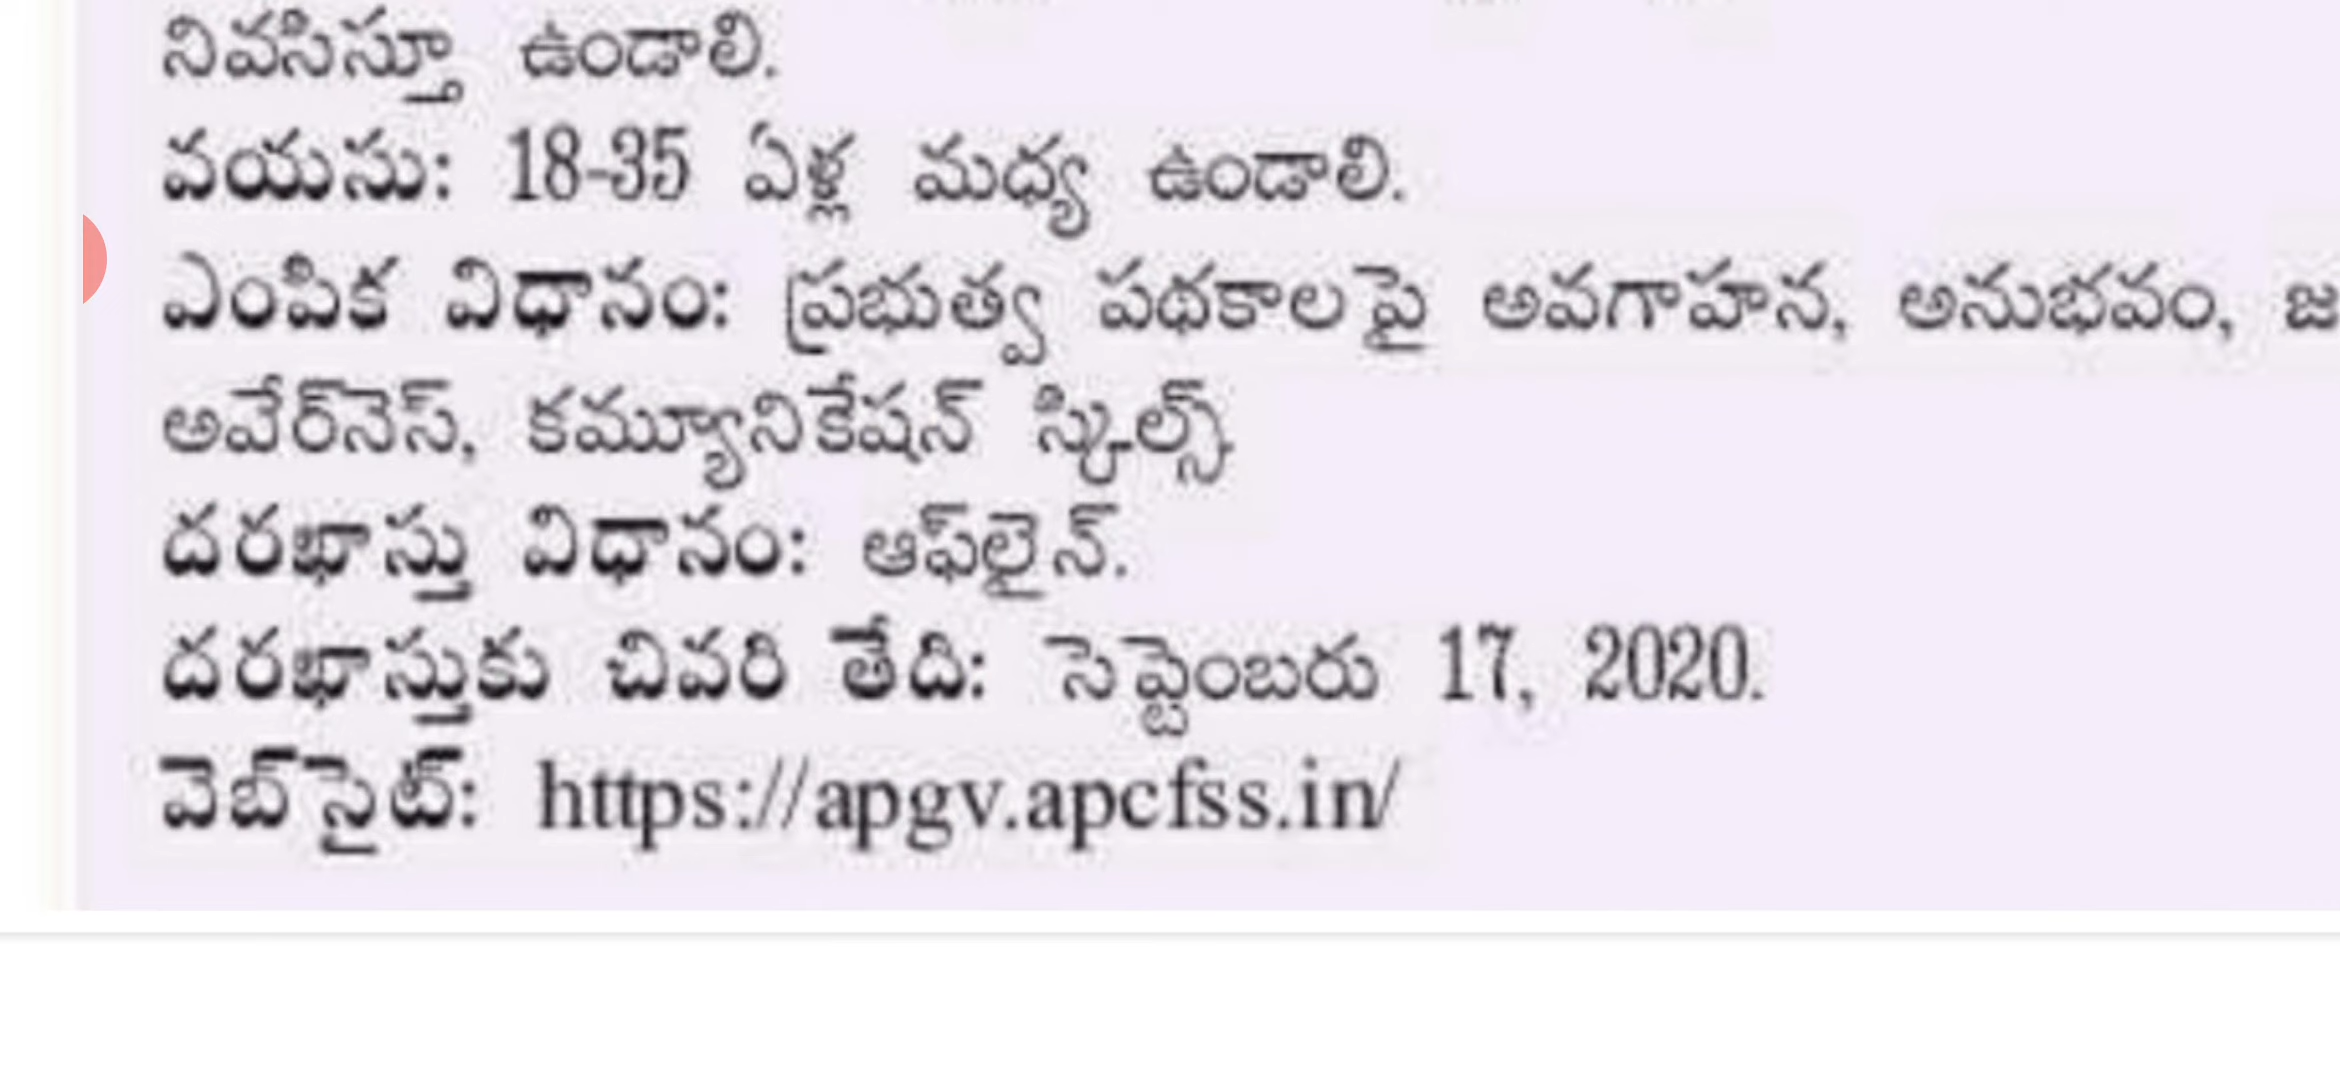 నివసిస్తూ ఉండాలి.
వయసు: 18-35 ఏళ్ల మధ్య ఉండాలి.
ఎంపిక విధానం: ప్రభుత్వ పథకాలపై అవగాహన, అనుభవం, జ
అవేర్‌నెస్, కమ్యూనికేషన్ స్కిల్స్
దరఖాస్తు విధానం: ఆఫ్‌లైన్.
దరఖాస్తుకు చివరి తేది: సెప్టెంబరు 17, 2020.
వెబ్‌సైట్: https://apgv.apcfss.in/